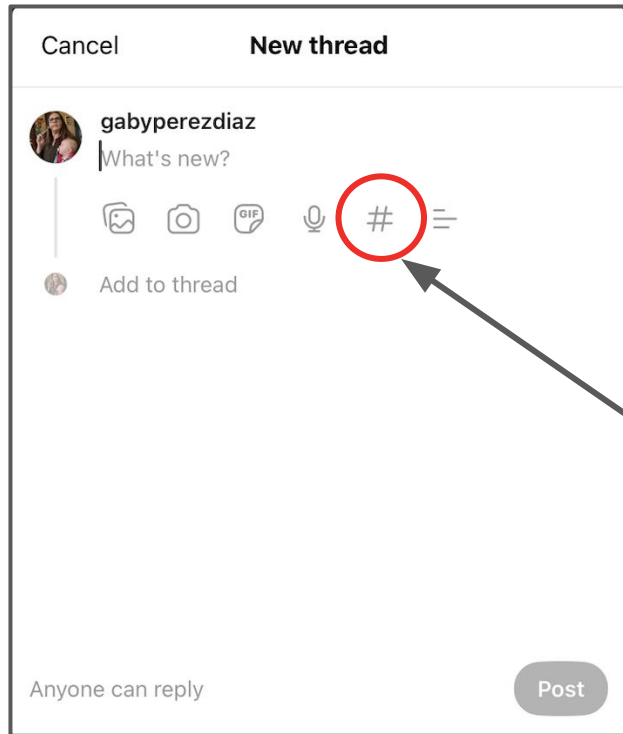 Cancel New thread
gabyperezdiaz
What's new?
GIF #
Add to thread
Anyone can reply Post